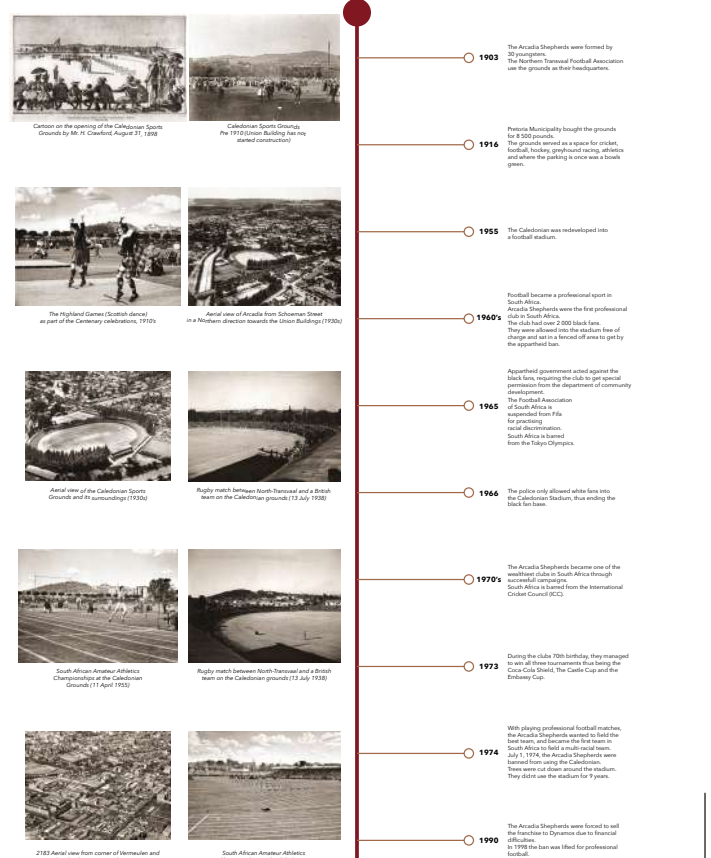 Cartoon on the opening of the Caledonian Sports
Grounds by Mr. H. Crawford, August 31, 1898
Caledonian Sports Grounds
Pre 1910 (Union Building has not
started construction)
The Highland Games (Scottish dance)
as part of the Centenary celebrations, 1910's
Aerial view of Arcadia from Schoeman Street
in a Northern direction towards the Union Buildings (1930s)
Aerial view of the Caledonian Sports
Grounds and its surroundings (1930s)
Rugby match between North-Transvaal and a British
team on the Caledonian grounds (13 July 1938)
South African Amateur Athletics
Championships at the Caledonian
Grounds (11 April 1955)
Rugby match between North-Transvaal and a British
team on the Caledonian grounds (13 July 1938)
2183 Aerial view from corner of Vermeulen and
South African Amateur Athletics
1903
The Arcadia Shepherds were formed by
30 youngsters.
The Northern Transvaal Football Association
use the grounds as their headquarters.
1916
Pretoria Municipality bought the grounds
for 8 500 pounds.
The grounds served as a space for cricket,
football, hockey, greyhound racing, athletics
and where the parking is once was a bowls
green.
1955
The Caledonian was redeveloped into
a football stadium.
1960's
Football became a professional sport in
South Africa.
Arcadia Shepherds were the first professional
club in South Africa.
The club had over 2 000 black fans.
They were allowed into the stadium free of
charge and sat in a fenced off area to get by
the appartheid ban.
1965
Appartheid government acted against the
black fans, requiring the club to get special
permission from the department of community
development.
The Football Association
of South Africa is
suspended from Fifa
for practising
racial discrimination.
South Africa is barred
from the Tokyo Olympics.
1966
The police only allowed white fans into
the Caledonian Stadium, thus ending the
black fan base.
1970's
The Arcadia Shepherds became one of the
wealthiest clubs in South Africa through
successfull campaigns.
South Africa is barred from the International
Cricket Council (ICC).
1973
During the clubs 70th birthday, they managed
to win all three tournaments thus being the
Coca-Cola Shield, The Castle Cup and the
Embassy Cup.
1974
With playing professional football matches,
the Arcadia Shepherds wanted to field the
best team, and became the first team in
South Africa to field a multi-racial team.
July 1, 1974, the Arcadia Shepherds were
banned from using the Caledonian.
Trees were cut down around the stadium.
They didnt use the stadium for 9 years.
1990
The Arcadia Shepherds were forced to sell
the franchise to Dynamos due to financial
difficulties.
In 1998 the ban was lifted for professional
football.